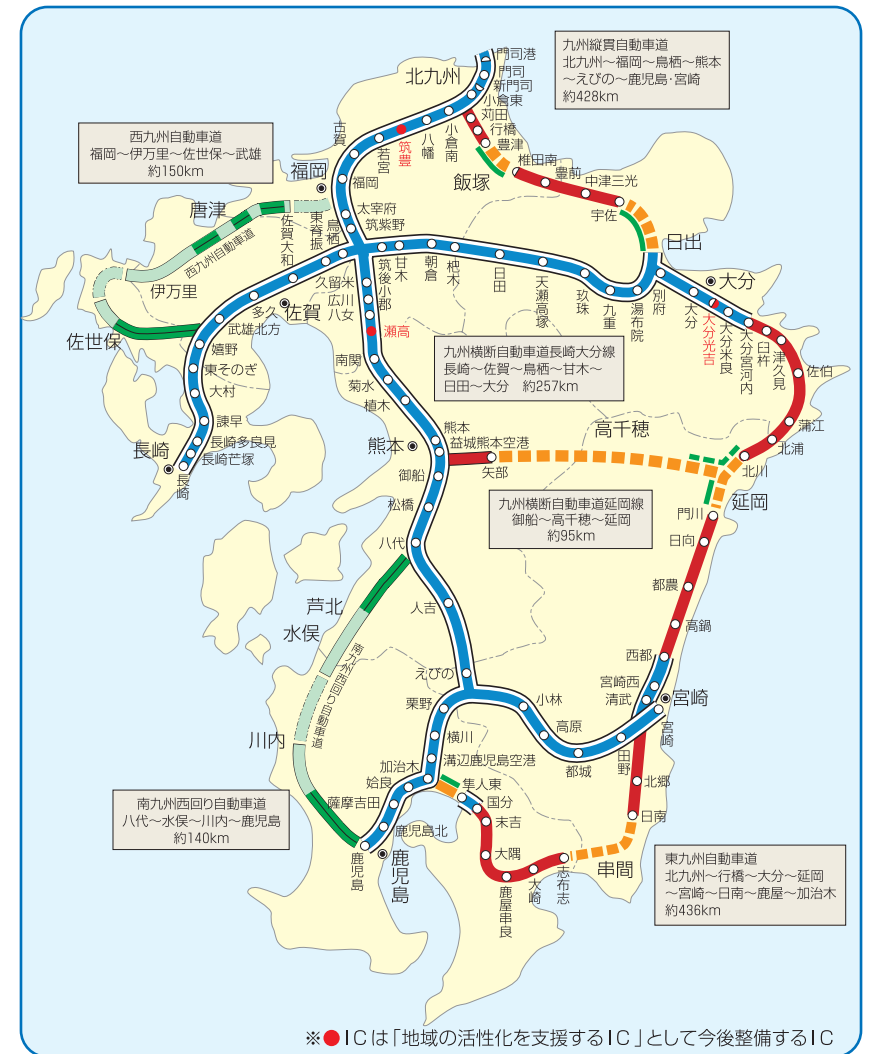 九州縦貫自動車道
北九州～福岡～鳥栖～熊本
～えびの～鹿児島・宮崎
約428km
門司港
門司
新門司
小倉東
北九州
苅田
行橋
豊津
小倉南
八幡
筑豊
若宮
古賀
西九州自動車道
福岡～伊万里～佐世保～武雄
約150km
椎田南
豊前
中津三光
宇佐
飯塚
福岡
福岡
太宰府
筑紫野
唐津
鳥栖
東脊振
佐賀大和
西九州自動車道
日出
大分
伊万里
久留米
広川
八女
筑後小郡
甘木
朝倉
杷木
日田
天瀬高塚
玖珠
九重
湯布院
別府
大分
大分光吉
大分米良
大分宮河内
臼杵
津久見
佐伯
蒲江
北浦
北川
佐世保
多久
佐賀
武雄北方
嬉野
東そのぎ
大村
諫早
長崎多良見
長崎芒塚
長崎
長崎
瀬高
南関
菊水
植木
九州横断自動車道長崎大分線
長崎～佐賀～鳥栖～甘木～
日田～大分 約257km
高千穂
熊本
熊本
益城熊本空港
御船
矢部
松橋
九州横断自動車道延岡線
御船～高千穂～延岡
約95km
延岡
門川
日向
都農
高鍋
西都
宮崎西
清武
宮崎
宮崎
八代
芦北
水俣
人吉
南九州西回り自動車道
えびの
栗野
小林
高原
都城
田野
横川
川内
溝辺鹿児島空港
加治木
姶良
隼人東
国分
末吉
大隅
鹿屋串良
大崎
志布志
串間
日南
北郷
薩摩吉田
鹿児島北
鹿児島
鹿児島
南九州西回り自動車道
八代～水俣～川内～鹿児島
約140km
東九州自動車道
北九州～行橋～大分～延岡
～宮崎～日南～鹿屋～加治木
約436km
※●ICは「地域の活性化を支援するIC」として今後整備するIC